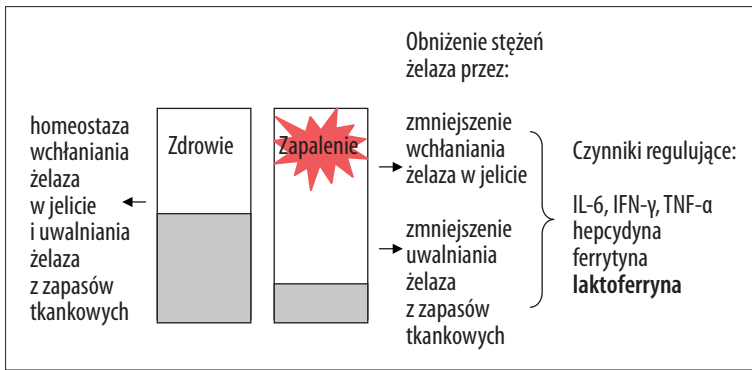 homeostaza
wchłaniania
żelaza
w jelicie
i uwalniania
żelaza
z zapasów
tkankowych
Zdrowie
Zapalenie
Obniżenie stężeń
żelaza przez:
zmniejszenie
wchłaniania
żelaza w jelicie
zmniejszenie
uwalniania
żelaza
z zapasów
tkankowych
Czynniki regulujące:
IL-6, IFN-γ, TNF-α
hepcydyna
ferrytyna
laktoferryna